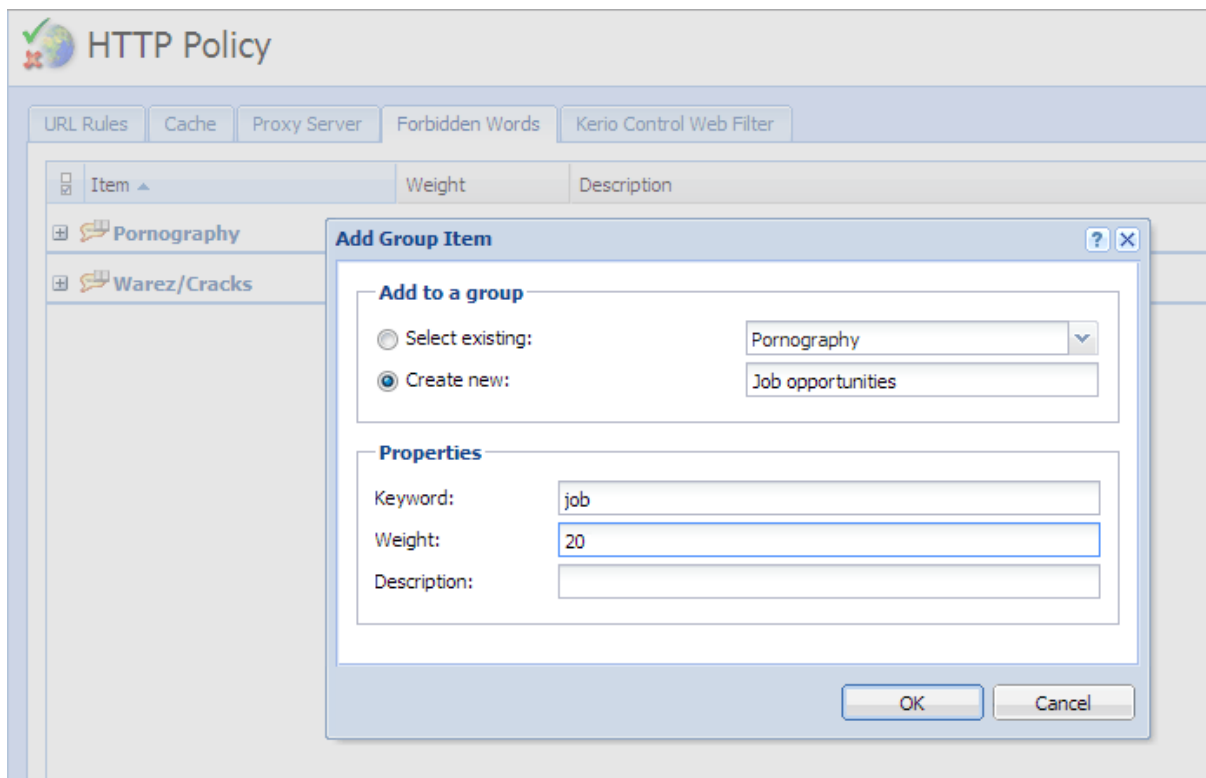 HTTP Policy
URL Rules Cache Proxy Server Forbidden Words Kerio Control Web Filter
Item Weight Description
Pornography
Warez/Cracks
Add Group Item
Add to a group
Select existing: Pornography
Create new: Job opportunities
Properties
Keyword: job
Weight: 20
Description:
OK Cancel